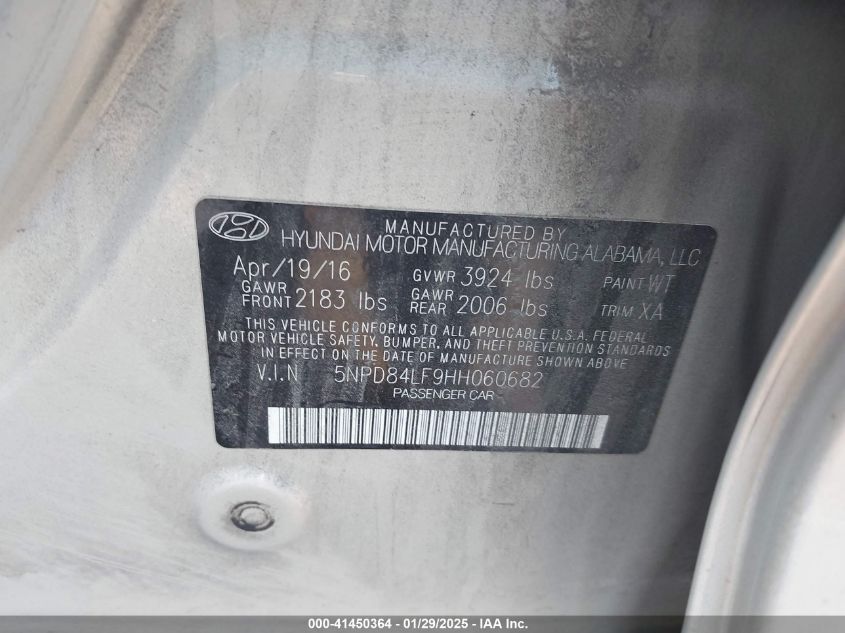 MANUFACTURED BY
HYUNDAI MOTOR MANUFACTURING ALABAMA, LLC
Apr/19/16 GVWR 3924 lbs PAINT WT
GAWR FRONT 2183 lbs GAWR REAR 2006 lbs TRIM XA
THIS VEHICLE CONFORMS TO ALL APPLICABLE U.S.A. FEDERAL
MOTOR VEHICLE SAFETY, BUMPER, AND THEFT PREVENTION STANDARDS
IN EFFECT ON THE DATE OF MANUFACTURE SHOWN ABOVE
V.I.N 5NPD84LF9HH060682
PASSENGER CAR
000-41450364 | 01/29/2025 | IAA Inc.